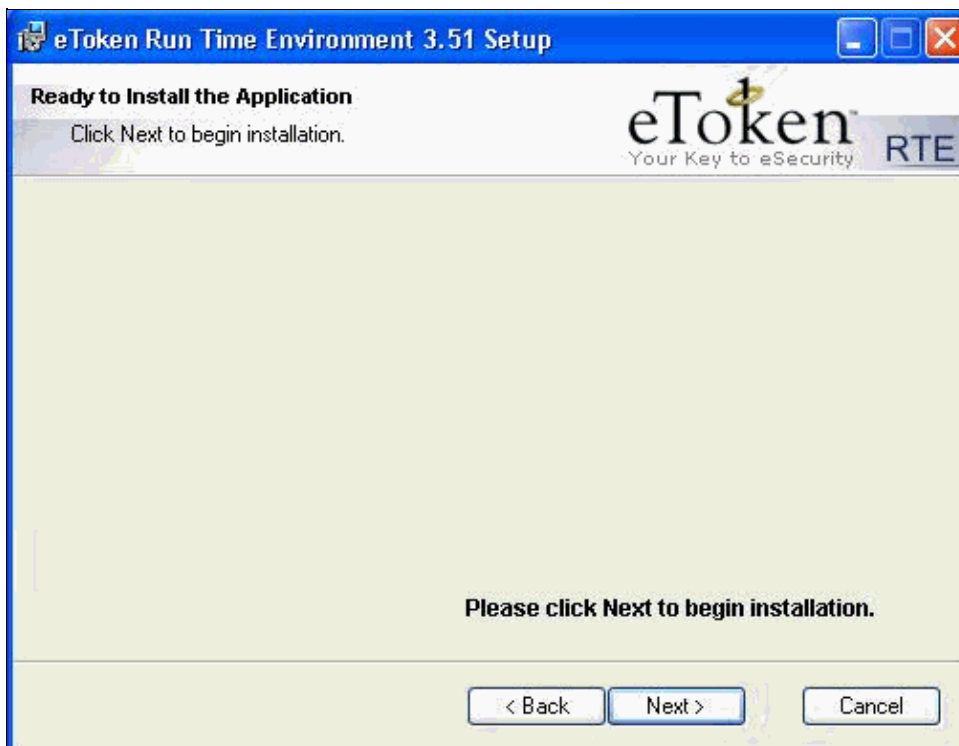 eToken Run Time Environment 3.51 Setup
Ready to Install the Application
Click Next to begin installation.
eToken™
Your Key to eSecurity
RTE
Please click Next to begin installation.
< Back
Next >
Cancel